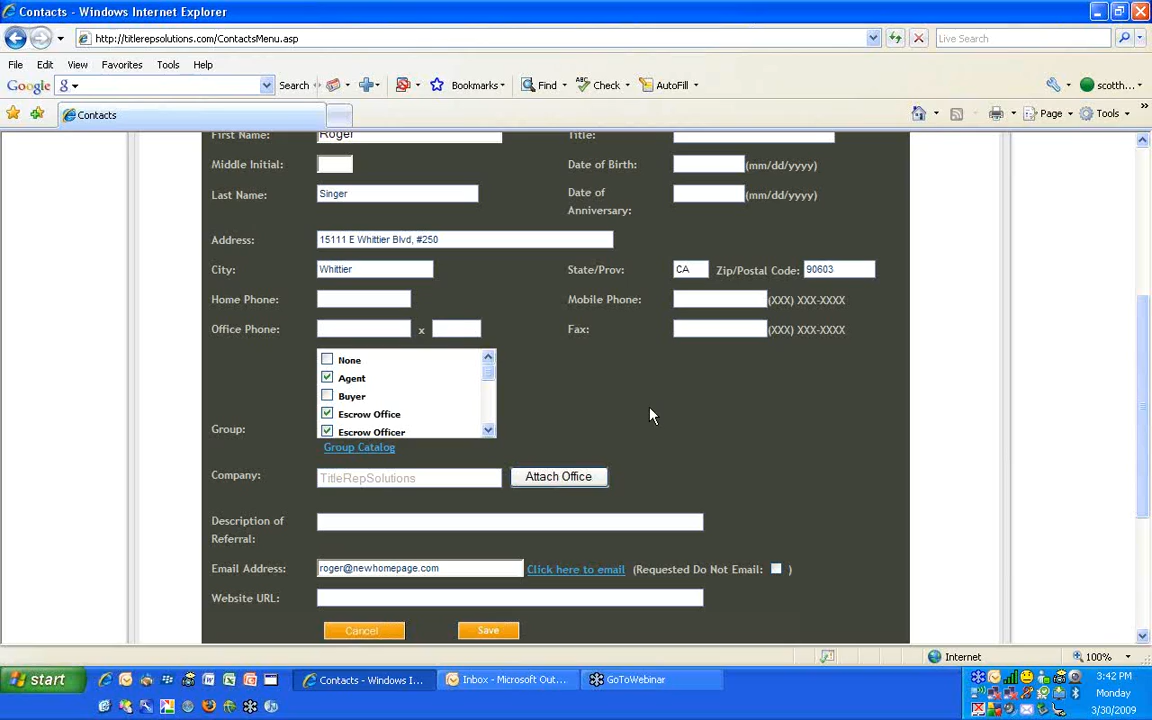 Contacts - Windows Internet Explorer
http://titlerepsolutions.com/ContactsMenu.asp
Live Search
File Edit View Favorites Tools Help
Google g Search Bookmarks Find Check AutoFill scotth...
Contacts
Page Tools
First Name: Roger Title:
Middle Initial: Date of Birth: (mm/dd/yyyy)
Last Name: Singer Date of Anniversary: (mm/dd/yyyy)
Address: 15111 E Whittier Blvd, #250
City: Whittier State/Prov: CA Zip/Postal Code: 90603
Home Phone: Mobile Phone: (XXX) XXX-XXXX
Office Phone: x Fax: (XXX) XXX-XXXX
None
Agent
Buyer
Escrow Office
Escrow Officer
Group:
Group Catalog
Company: TitleRepSolutions Attach Office
Description of Referral:
Email Address: roger@newhomepage.com Click here to email (Requested Do Not Email: )
Website URL:
Cancel Save
Internet 100%
start Contacts - Windows I... Inbox - Microsoft Out... GoToWebinar
3:42 PM
Monday
3/30/2009